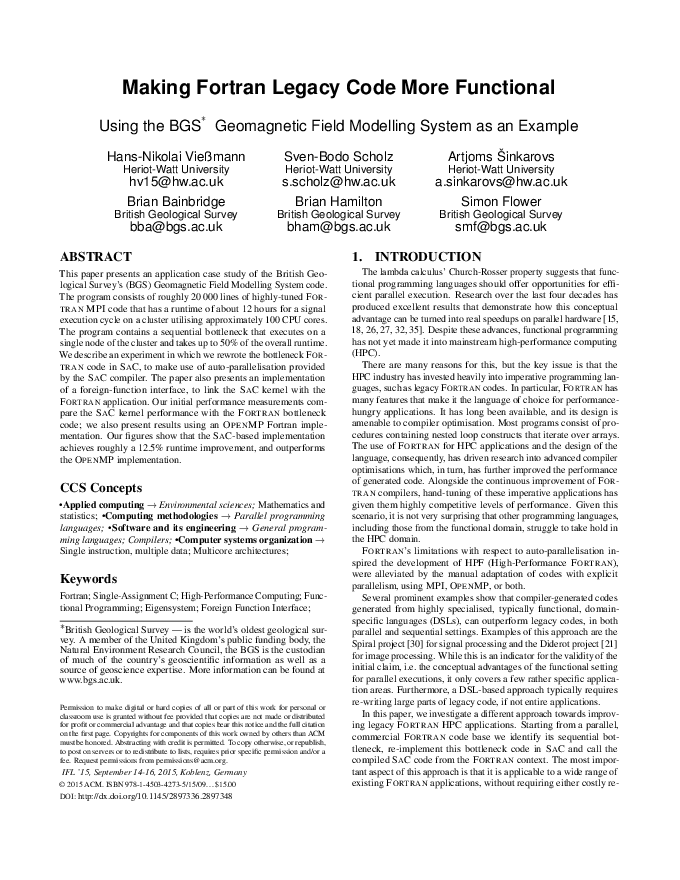 Making Fortran Legacy Code More Functional
Using the BGS* Geomagnetic Field Modelling System as an Example
Hans-Nikolai Vießmann
Heriot-Watt University
hv15@hw.ac.uk
Sven-Bodo Scholz
Heriot-Watt University
s.scholz@hw.ac.uk
Artjoms Šinkarovs
Heriot-Watt University
a.sinkarovs@hw.ac.uk
Brian Bainbridge
British Geological Survey
bba@bgs.ac.uk
Brian Hamilton
British Geological Survey
bham@bgs.ac.uk
Simon Flower
British Geological Survey
smf@bgs.ac.uk
ABSTRACT
This paper presents an application case study of the British Geo-
logical Survey's (BGS) Geomagnetic Field Modelling System code.
The program consists of roughly 20 000 lines of highly-tuned FOR-
TRAN MPI code that has a runtime of about 12 hours for a signal
execution cycle on a cluster utilising approximately 100 CPU cores.
The program contains a sequential bottleneck that executes on a
single node of the cluster and takes up to 50% of the overall runtime.
We describe an experiment in which we rewrote the bottleneck FOR-
TRAN code in SAC, to make use of auto-parallelisation provided
by the SAC compiler. The paper also presents an implementation
of a foreign-function interface, to link the SAC kernel with the
FORTRAN application. Our initial performance measurements com-
pare the SAC kernel performance with the FORTRAN bottleneck
code; we also present results using an OPENMP Fortran imple-
mentation. Our figures show that the SAC-based implementation
achieves roughly a 12.5% runtime improvement, and outperforms
the OPENMP implementation.
CCS Concepts
•Applied computing → Environmental sciences; Mathematics and
statistics; •Computing methodologies → Parallel programming
languages; •Software and its engineering → General program-
ming languages; Compilers; •Computer systems organization →
Single instruction, multiple data; Multicore architectures;
Keywords
Fortran; Single-Assignment C; High-Performance Computing; Func-
tional Programming; Eigensystem; Foreign Function Interface;
*British Geological Survey — is the world's oldest geological sur-
vey. A member of the United Kingdom's public funding body, the
Natural Environment Research Council, the BGS is the custodian
of much of the country's geoscientific information as well as a
source of geoscience expertise. More information can be found at
www.bgs.ac.uk.
Permission to make digital or hard copies of all or part of this work for personal or
classroom use is granted without fee provided that copies are not made or distributed
for profit or commercial advantage and that copies bear this notice and the full citation
on the first page. Copyrights for components of this work owned by others than ACM
must be honored. Abstracting with credit is permitted. To copy otherwise, or republish,
to post on servers or to redistribute to lists, requires prior specific permission and/or a
fee. Request permissions from permissions@acm.org.
IFL '15, September 14-16, 2015, Koblenz, Germany
© 2015 ACM. ISBN 978-1-4503-4273-5/15/09…$15.00
DOI: http://dx.doi.org/10.1145/2897336.2897348
1. INTRODUCTION
The lambda calculus' Church-Rosser property suggests that func-
tional programming languages should offer opportunities for effi-
cient parallel execution. Research over the last four decades has
produced excellent results that demonstrate how this conceptual
advantage can be turned into real speedups on parallel hardware [15,
18, 26, 27, 32, 35]. Despite these advances, functional programming
has not yet made it into mainstream high-performance computing
(HPC).
There are many reasons for this, but the key issue is that the
HPC industry has invested heavily into imperative programming lan-
guages, such as legacy FORTRAN codes. In particular, FORTRAN has
many features that make it the language of choice for performance-
hungry applications. It has long been available, and its design is
amenable to compiler optimisation. Most programs consist of pro-
cedures containing nested loop constructs that iterate over arrays.
The use of FORTRAN for HPC applications and the design of the
language, consequently, has driven research into advanced compiler
optimisations which, in turn, has further improved the performance
of generated code. Alongside the continuous improvement of FOR-
TRAN compilers, hand-tuning of these imperative applications has
given them highly competitive levels of performance. Given this
scenario, it is not very surprising that other programming languages,
including those from the functional domain, struggle to take hold in
the HPC domain.
FORTRAN's limitations with respect to auto-parallelisation in-
spired the development of HPF (High-Performance FORTRAN),
were alleviated by the manual adaptation of codes with explicit
parallelism, using MPI, OPENMP, or both.
Several prominent examples show that compiler-generated codes
generated from highly specialised, typically functional, domain-
specific languages (DSLs), can outperform legacy codes, in both
parallel and sequential settings. Examples of this approach are the
Spiral project [30] for signal processing and the Diderot project [21]
for image processing. While this is an indicator for the validity of the
initial claim, i.e. the conceptual advantages of the functional setting
for parallel executions, it only covers a few rather specific applica-
tion areas. Furthermore, a DSL-based approach typically requires
re-writing large parts of legacy code, if not entire applications.
In this paper, we investigate a different approach towards improv-
ing legacy FORTRAN HPC applications. Starting from a parallel,
commercial FORTRAN code base we identify its sequential bot-
tleneck, re-implement this bottleneck code in SAC and call the
compiled SAC code from the FORTRAN context. The most impor-
tant aspect of this approach is that it is applicable to a wide range of
existing FORTRAN applications, without requiring either costly re-